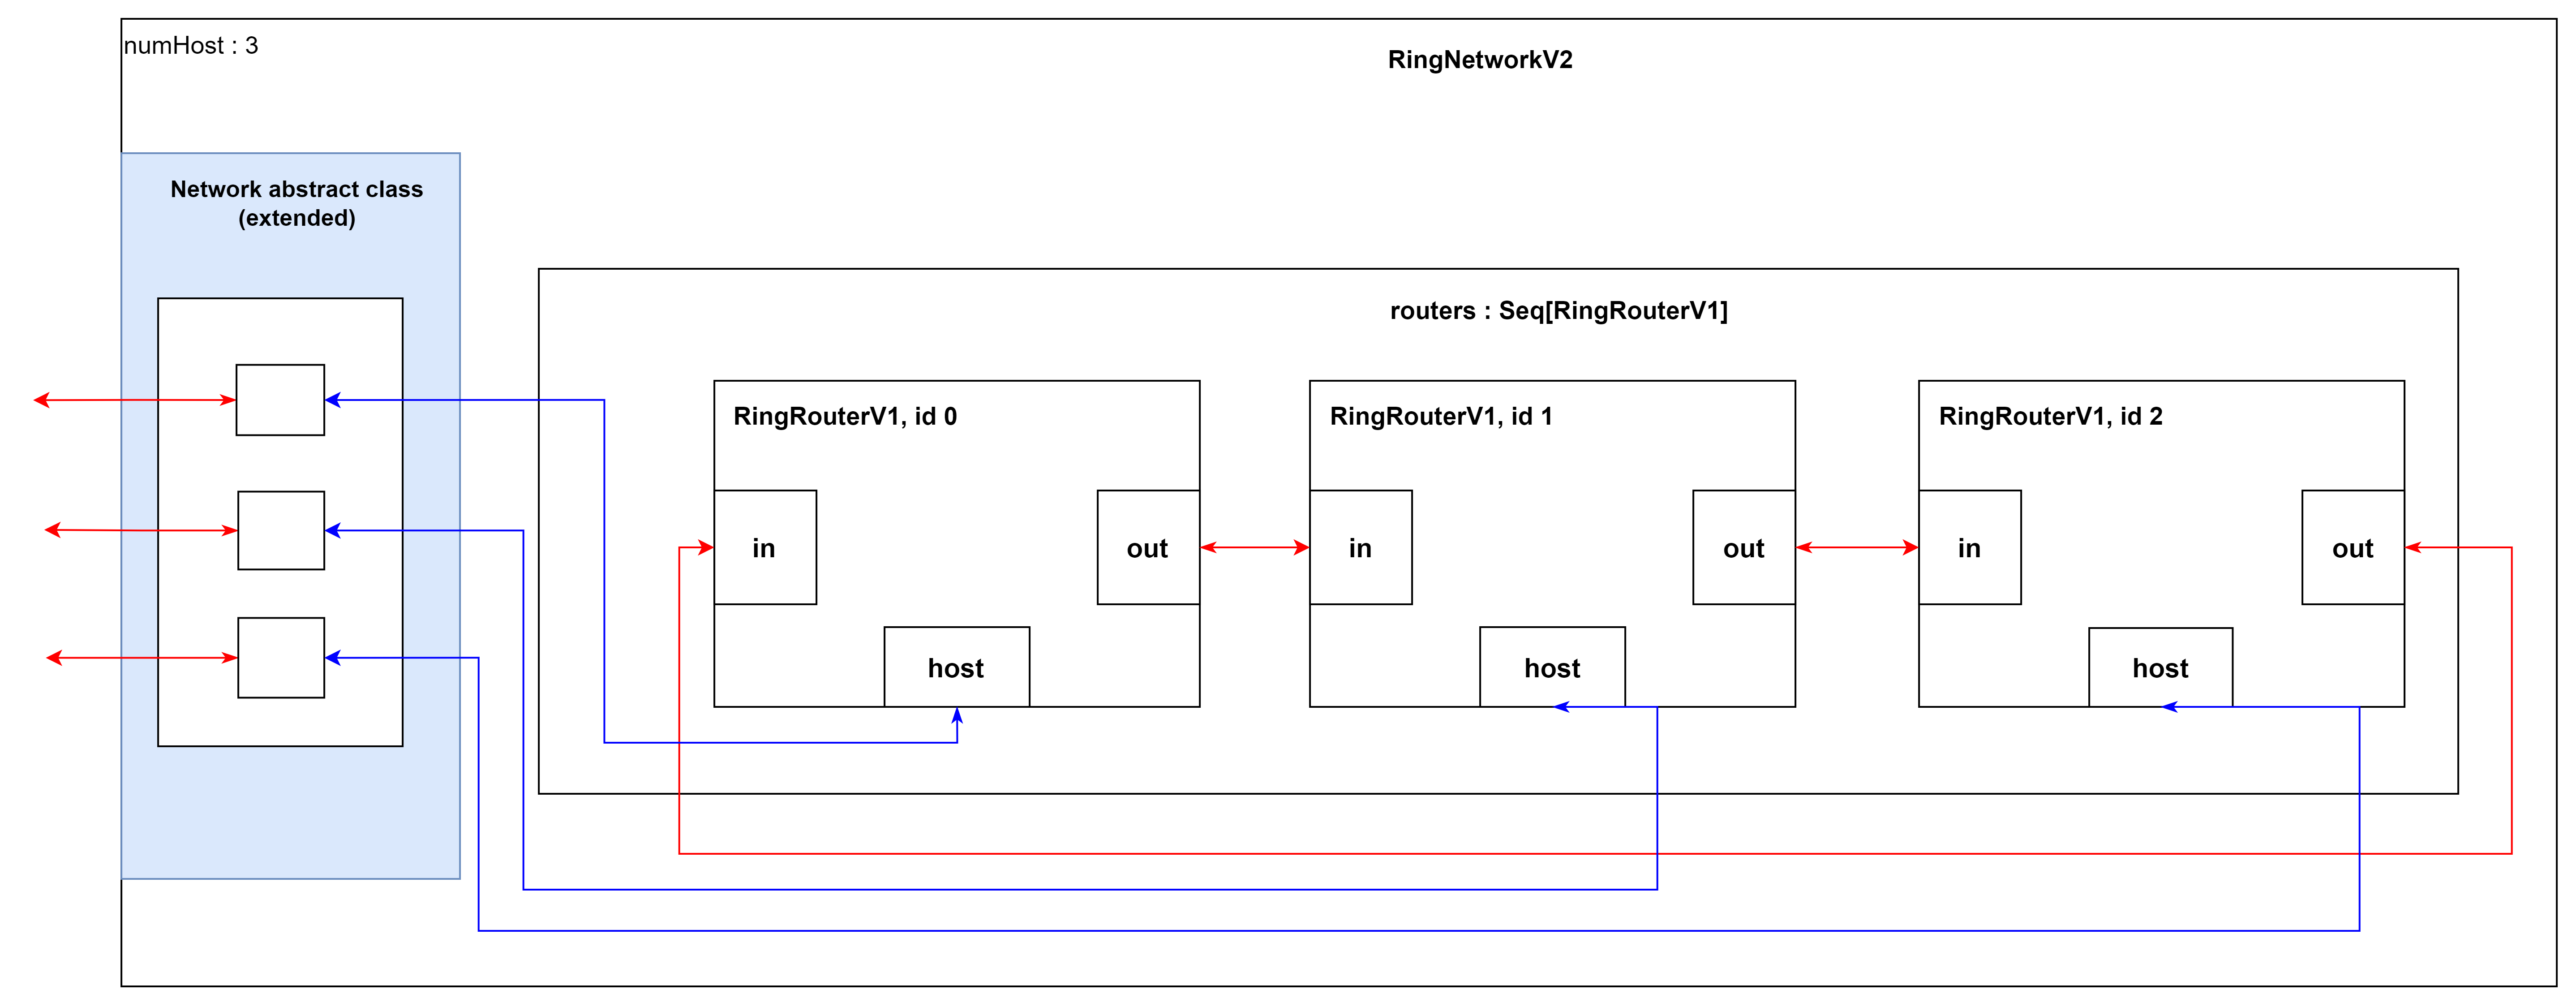 numHost : 3
RingNetworkV2
Network abstract class
(extended)
routers : Seq[RingRouterV1]
RingRouterV1, id 0
RingRouterV1, id 1
RingRouterV1, id 2
in
out
in
out
in
out
host
host
host